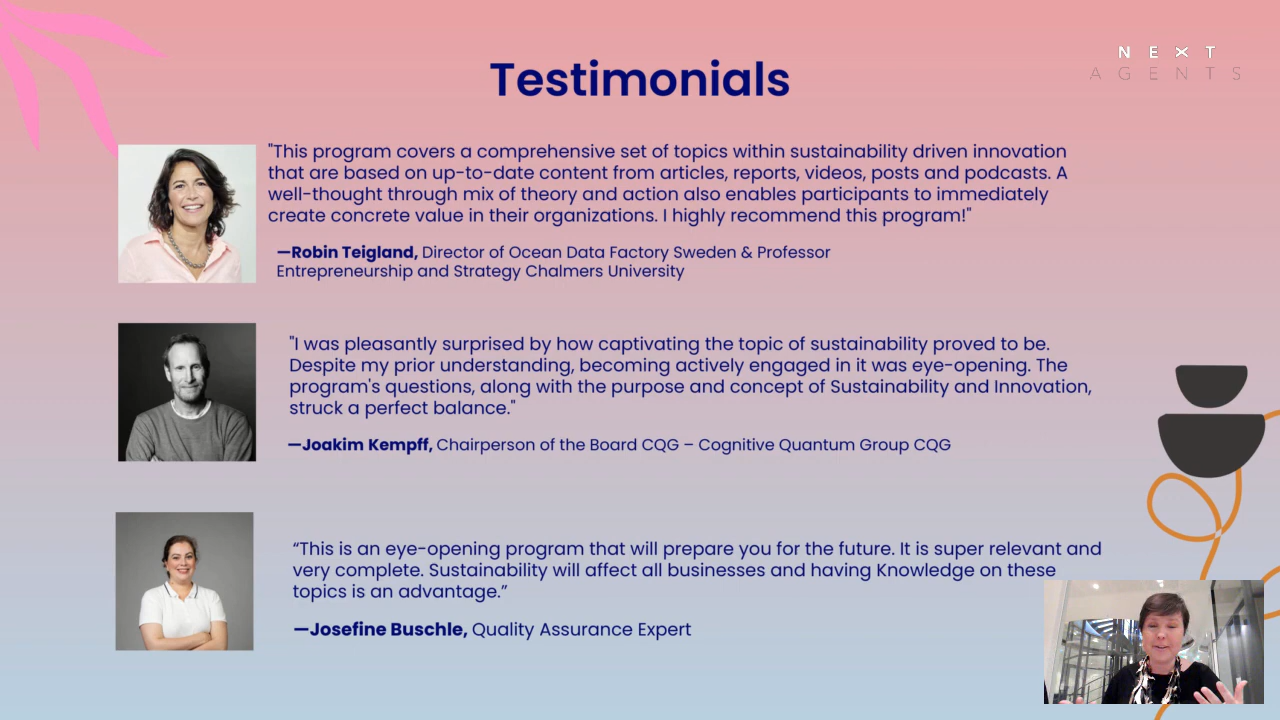 NEXT
AGENTS
Testimonials
"This program covers a comprehensive set of topics within sustainability driven innovation
that are based on up-to-date content from articles, reports, videos, posts and podcasts. A
well-thought through mix of theory and action also enables participants to immediately
create concrete value in their organizations. I highly recommend this program!"
—Robin Teigland, Director of Ocean Data Factory Sweden & Professor
Entrepreneurship and Strategy Chalmers University
"I was pleasantly surprised by how captivating the topic of sustainability proved to be.
Despite my prior understanding, becoming actively engaged in it was eye-opening. The
program's questions, along with the purpose and concept of Sustainability and Innovation,
struck a perfect balance."
—Joakim Kempff, Chairperson of the Board CQG – Cognitive Quantum Group CQG
“This is an eye-opening program that will prepare you for the future. It is super relevant and
very complete. Sustainability will affect all businesses and having Knowledge on these
topics is an advantage.”
—Josefine Buschle, Quality Assurance Expert